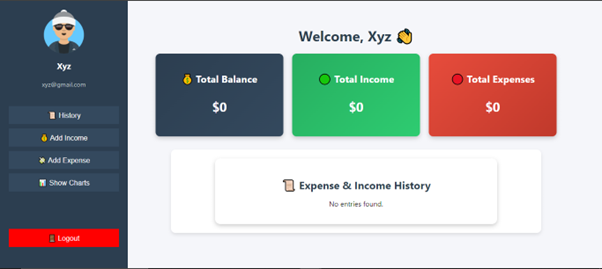 Xyz
xyz@gmail.com
History
Add Income
Add Expense
Show Charts
Logout
Welcome, Xyz
Total Balance
$0
Total Income
$0
Total Expenses
$0
Expense & Income History
No entries found.